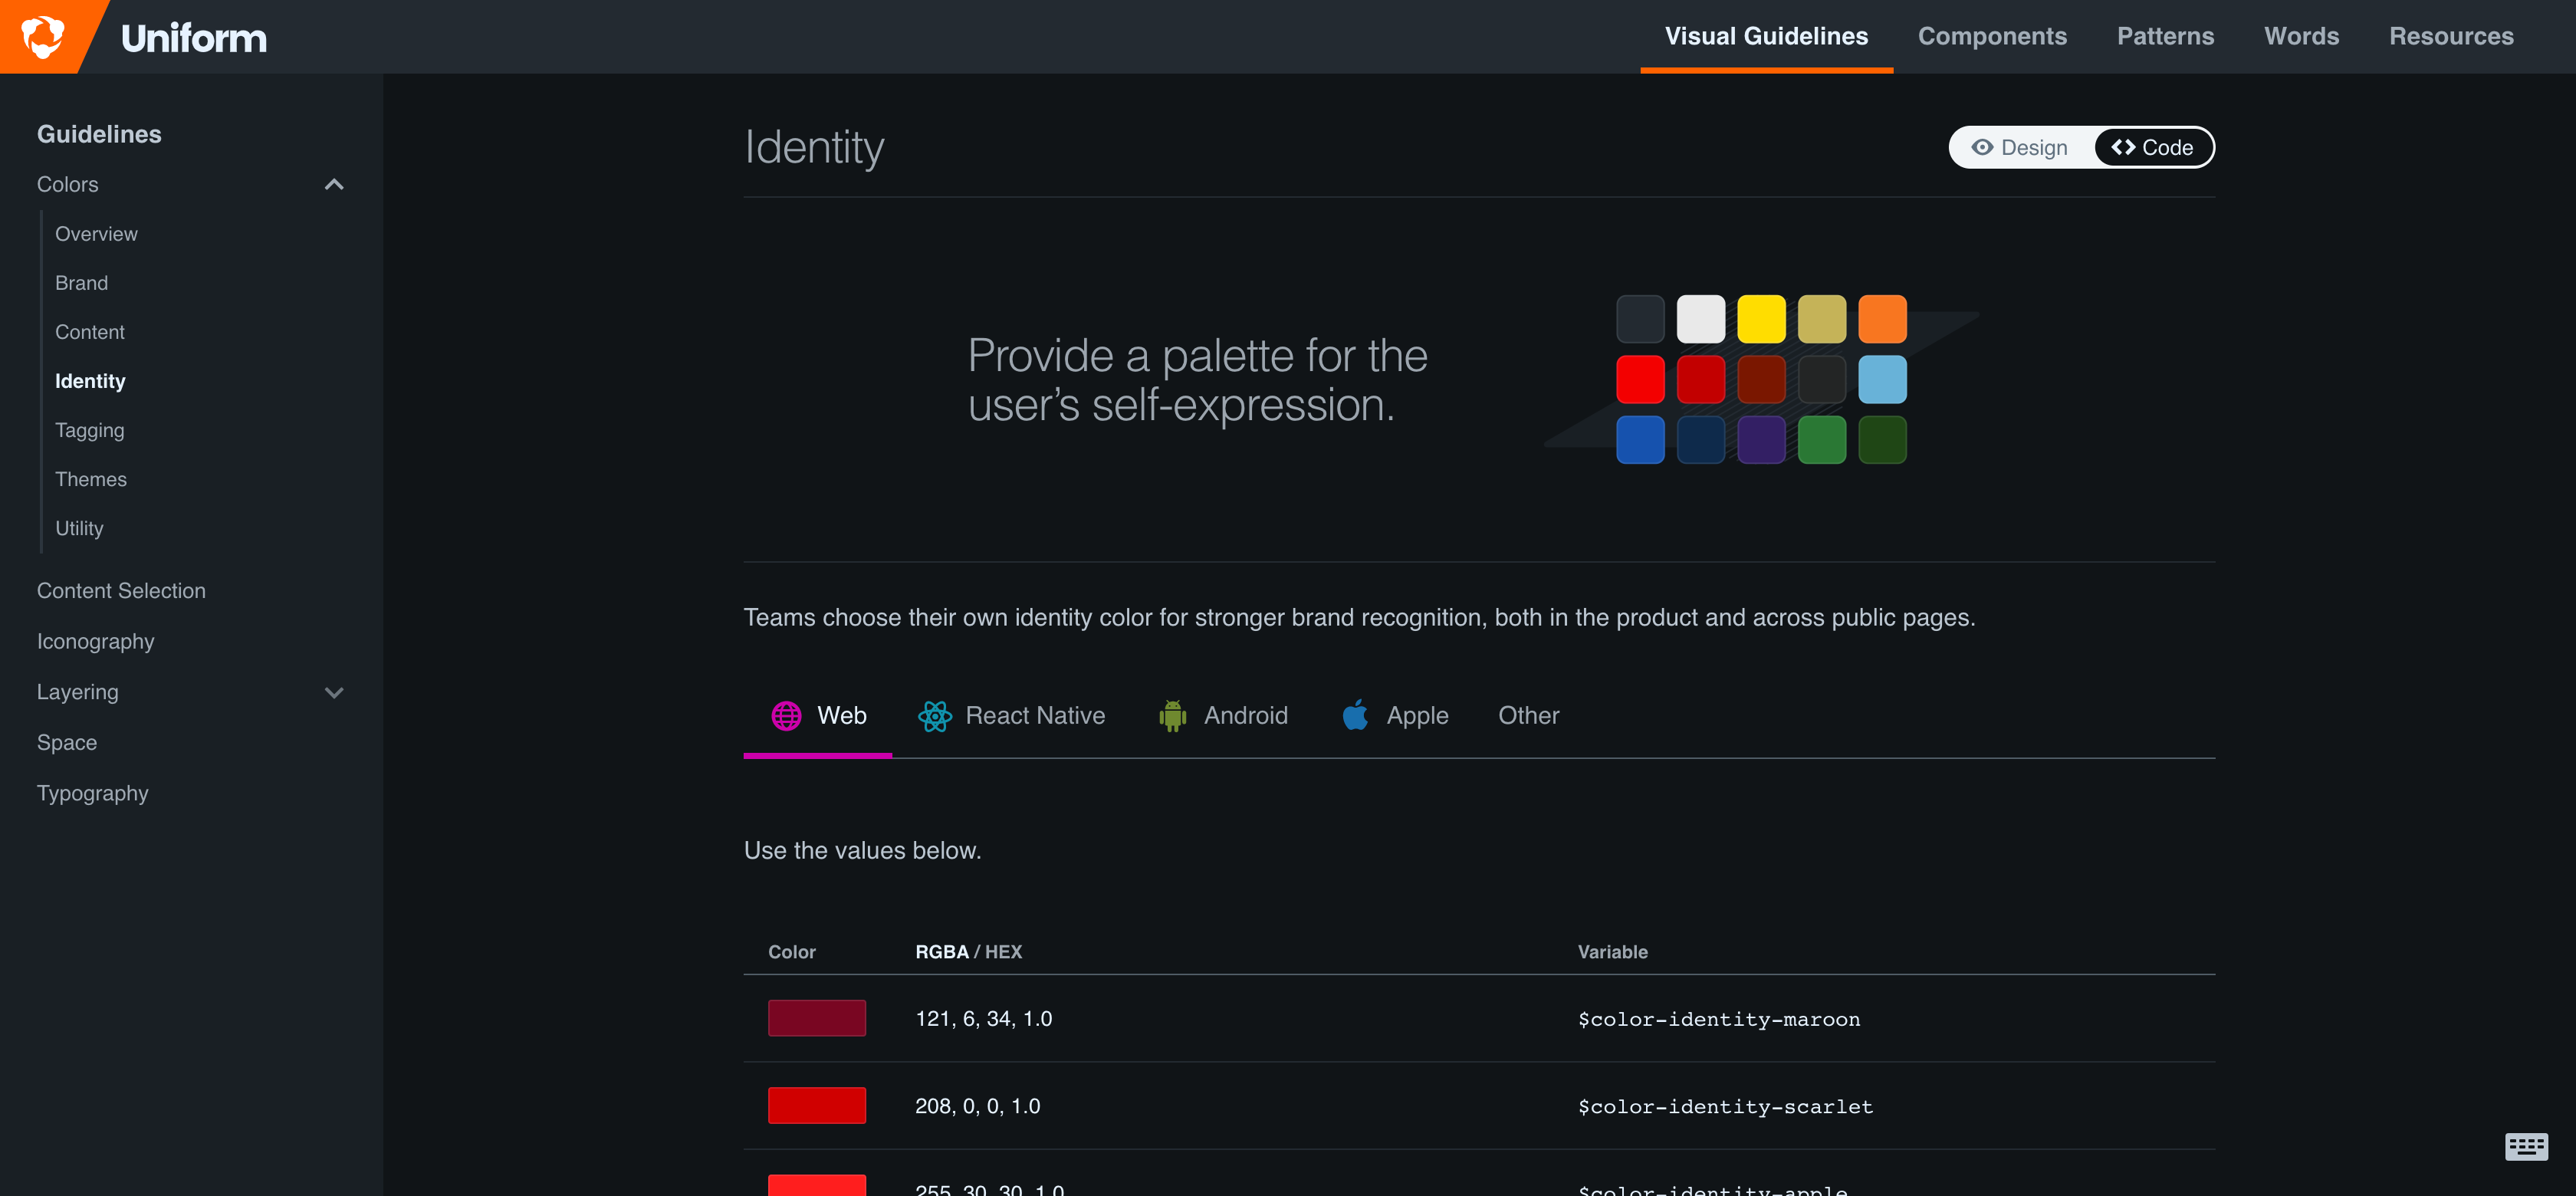 Uniform
Visual Guidelines
Components
Patterns
Words
Resources
Guidelines
Colors
Overview
Brand
Content
Identity
Tagging
Themes
Utility
Content Selection
Iconography
Layering
Space
Typography
Identity
Design
Code
Provide a palette for the
user’s self-expression.
Teams choose their own identity color for stronger brand recognition, both in the product and across public pages.
Web
React Native
Android
Apple
Other
Use the values below.
Color RGBA / HEX Variable
121, 6, 34, 1.0 $color-identity-maroon
208, 0, 0, 1.0 $color-identity-scarlet
255, 30, 30, 1.0 $color-identity-apple